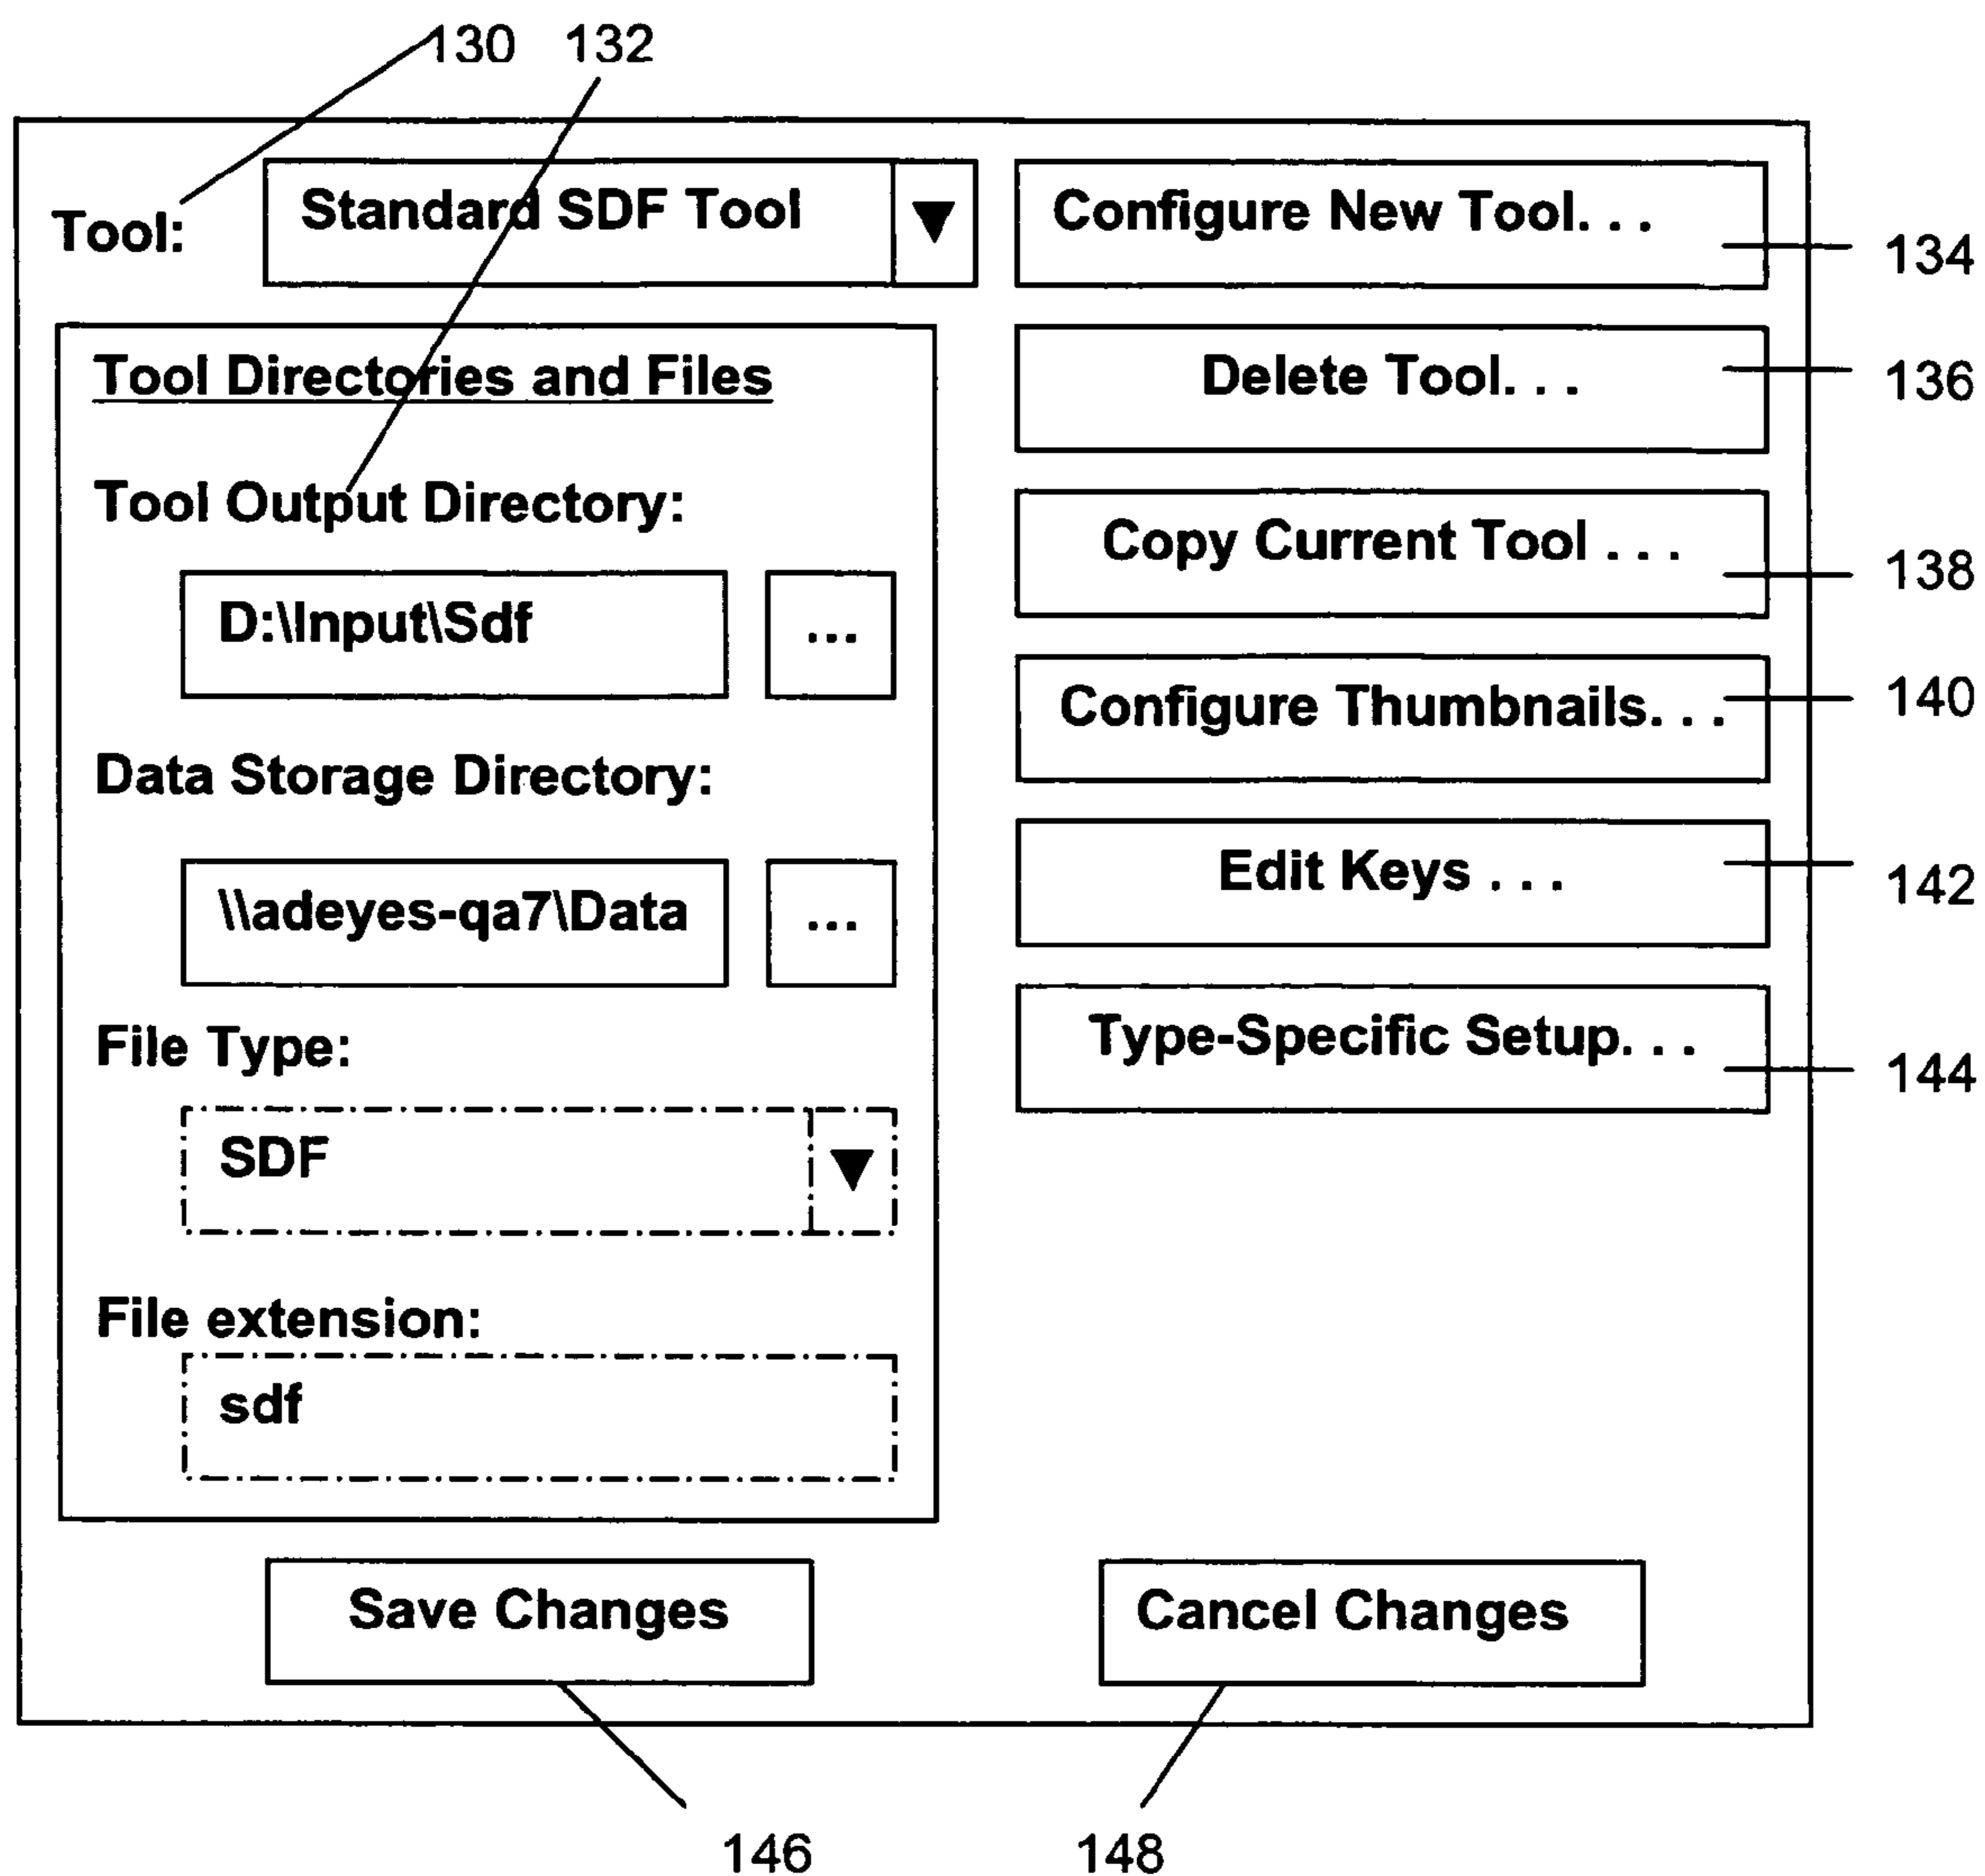 130 132
Tool: Standard SDF Tool ▼
Configure New Tool. . .
134
Tool Directories and Files
Delete Tool. . .
136
Tool Output Directory:
Copy Current Tool . . .
138
D:\Input\Sdf ...
Configure Thumbnails. . .
140
Data Storage Directory:
Edit Keys . . .
142
\\adeyes-qa7\Data ...
File Type:
Type-Specific Setup. . .
144
SDF ▼
File extension:
sdf
Save Changes
Cancel Changes
146 148